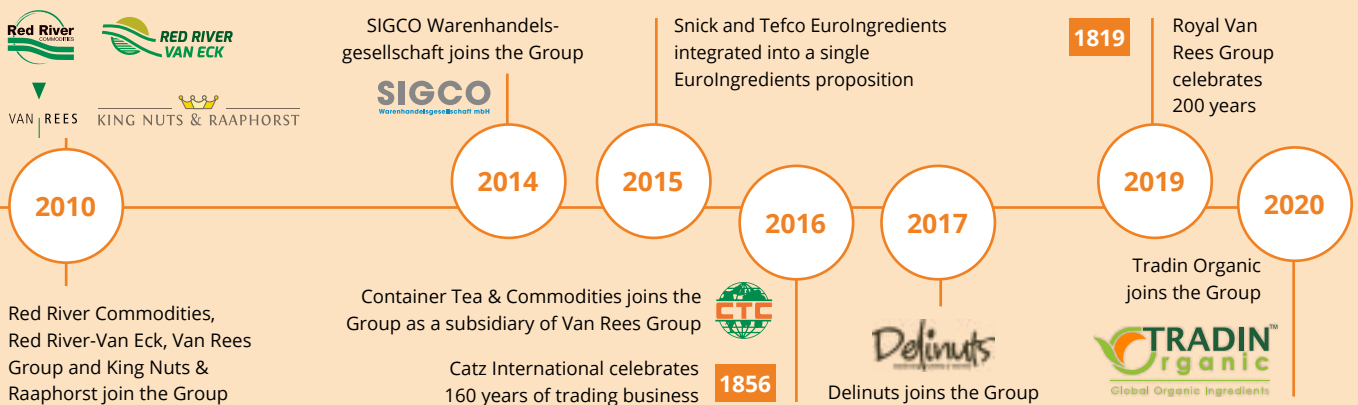 Red River
COMMODITIES
RED RIVER
VAN ECK
VAN REES
KING NUTS & RAAPHORST
2010
Red River Commodities,
Red River-Van Eck, Van Rees
Group and King Nuts &
Raaphorst join the Group
SIGCO Warenhandels-
gesellschaft joins the Group
SIGCO
Warenhandelsgesellschaft mbH
2014
Snick and Tefco EuroIngredients
integrated into a single
EuroIngredients proposition
2015
2016
Container Tea & Commodities joins the
Group as a subsidiary of Van Rees Group
CTC
Catz International celebrates
160 years of trading business
1856
2017
Delinuts
Delinuts joins the Group
1819
Royal Van
Rees Group
celebrates
200 years
2019
2020
Tradin Organic
joins the Group
TRADIN™
Organic
Global Organic Ingredients